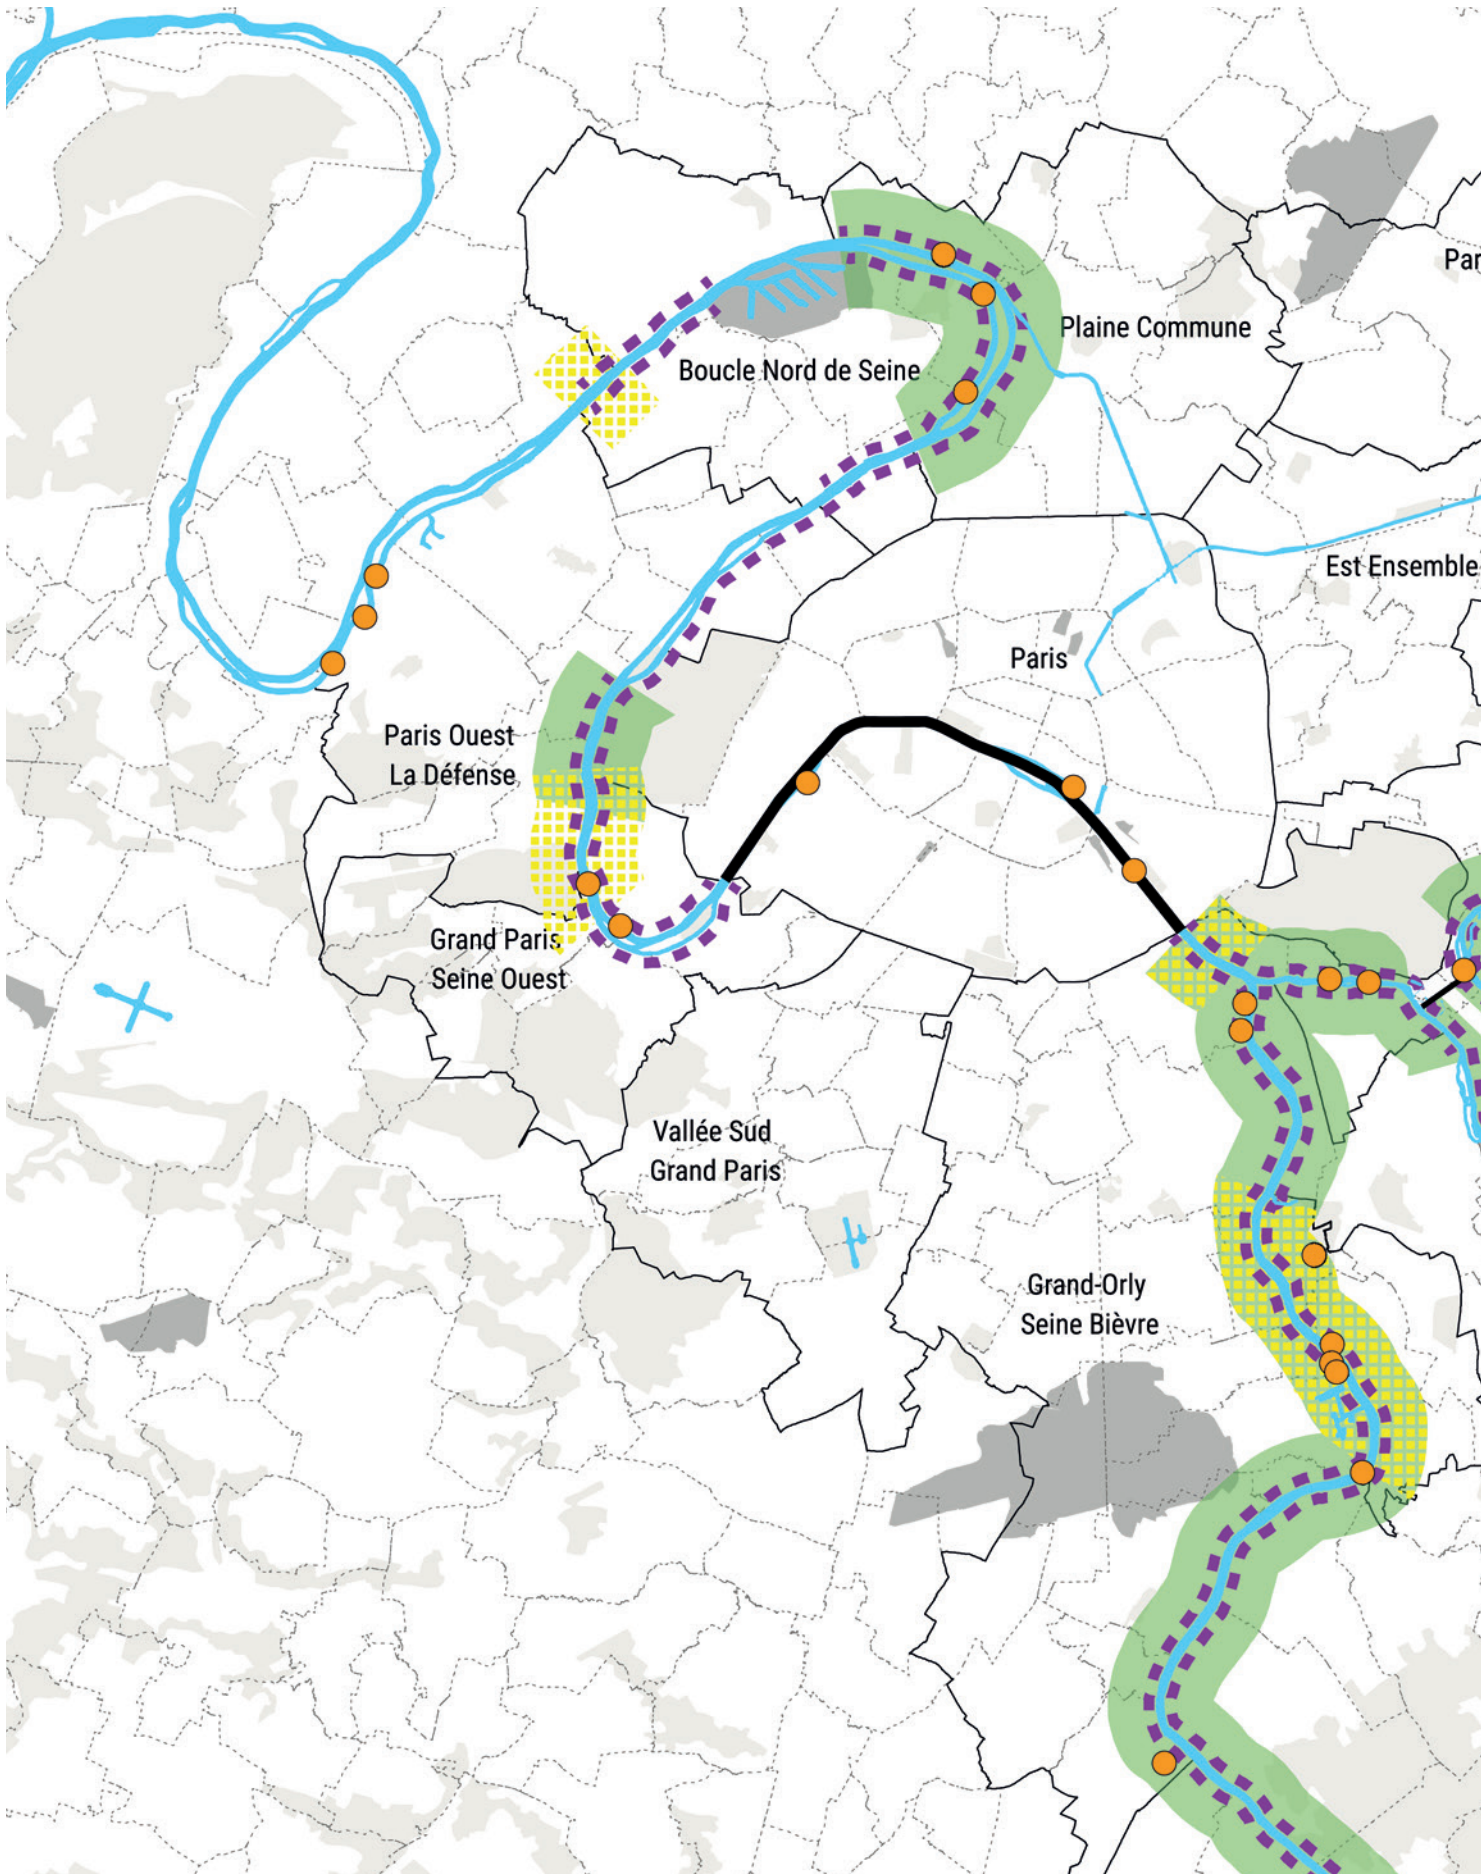 Par
Plaine Commune
Boucle Nord de Seine
Est Ensemble
Paris
Paris Ouest
La Défense
Grand Paris
Seine Ouest
Vallée Sud
Grand Paris
Grand-Orly
Seine Bièvre